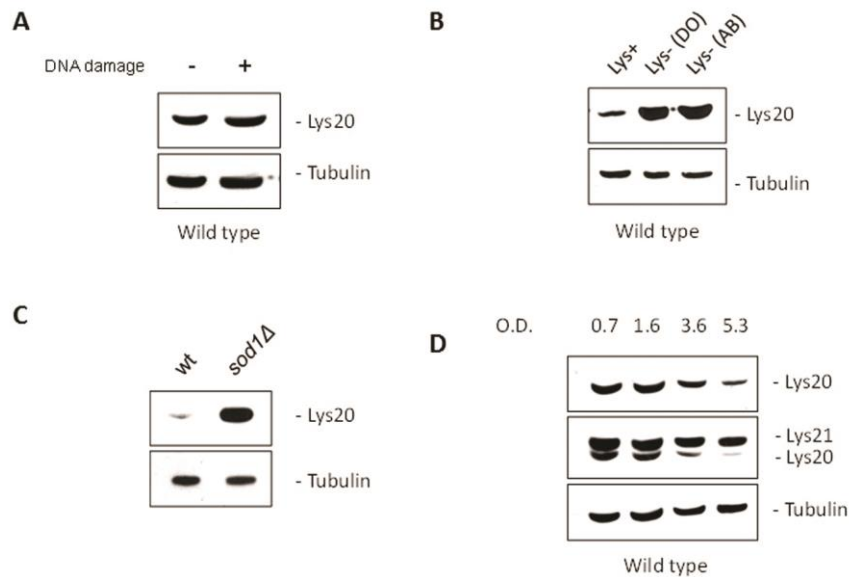 A
DNA damage - +
- Lys20
- Tubulin
Wild type
B
Lys+ Lys- (DO) Lys- (AB)
- Lys20
- Tubulin
Wild type
C
wt sod1Δ
- Lys20
- Tubulin
D
O.D. 0.7 1.6 3.6 5.3
- Lys20
- Lys21
- Lys20
- Tubulin
Wild type